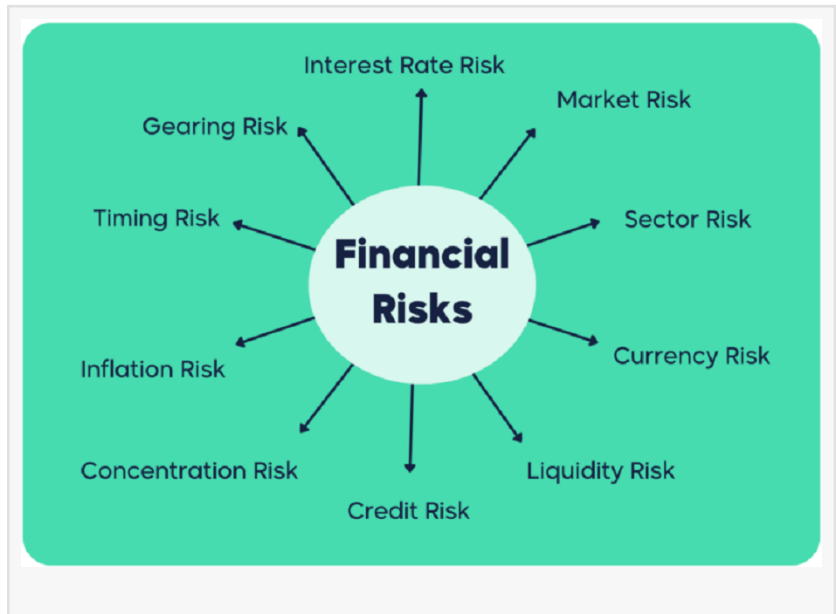 Interest Rate Risk
Market Risk
Gearing Risk
Timing Risk
Sector Risk
Financial
Risks
Currency Risk
Inflation Risk
Concentration Risk
Liquidity Risk
Credit Risk